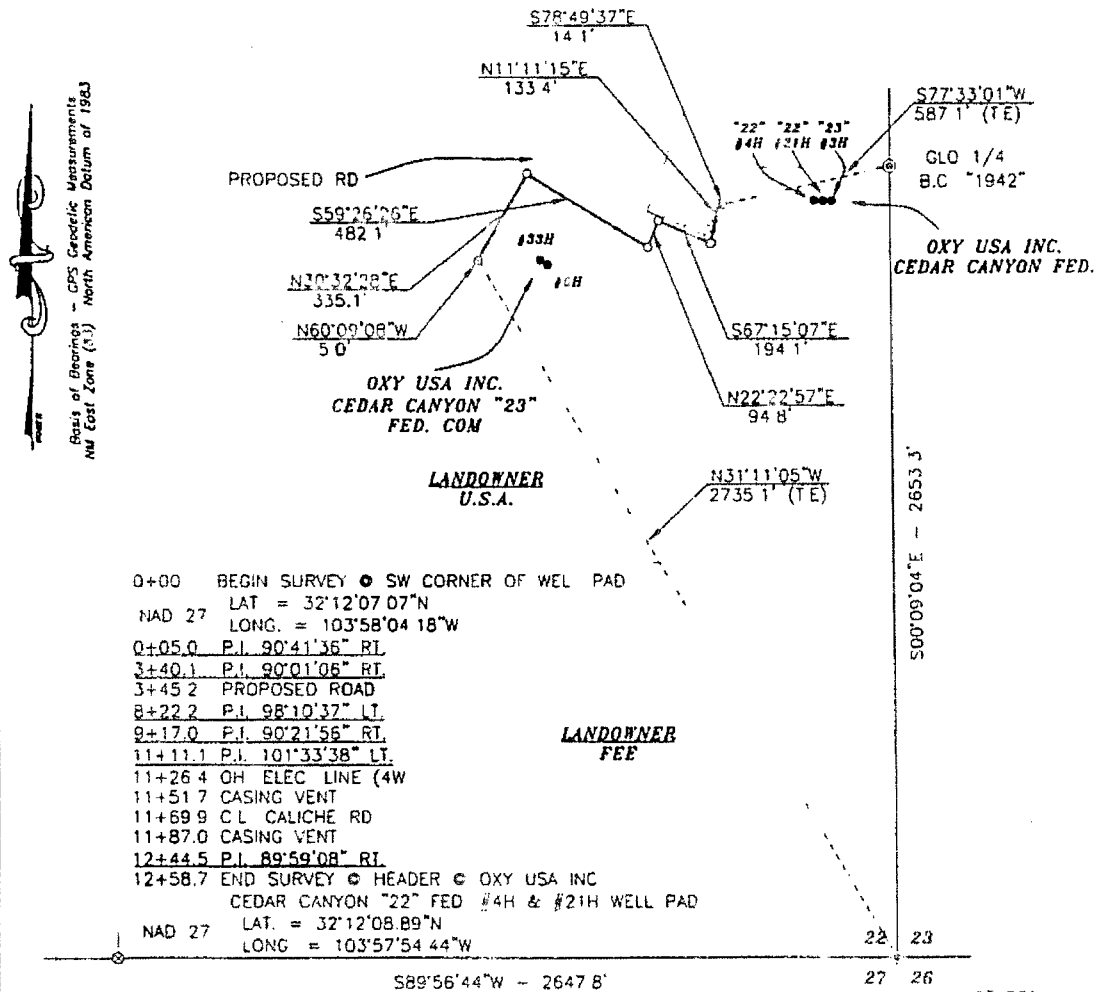 S78°49'37"E
14 1'
N11°11'15"E
133 4'
S77°33'01"W
587 1' (T E)
"22" "22" "23"
#4H #21H #3H
GLO 1/4
B.C "1942"
PROPOSED RD
S59°26'26"E
482 1'
#33H
OXY USA INC.
CEDAR CANYON FED.
N30°32'28"E
335.1'
N60°09'08"W
5 0'
S67°15'07"E
194 1'
OXY USA INC.
CEDAR CANYON "23"
FED. COM
N22°22'57"E
94 8'
Basis of Bearings - GPS Geodetic Measurements
NM East Zone (83) North American Datum of 1983
LANDOWNER
U.S.A.
N31°11'05"W
2735 1' (T E)
S00°09'04"E - 2653 3'
0+00 BEGIN SURVEY @ SW CORNER OF WEL PAD
NAD 27 LAT = 32°12'07 07"N
LONG. = 103°58'04 18"W
0+05.0 P.I. 90°41'36" RT.
3+40.1 P.I. 90°01'06" RT.
3+45 2 PROPOSED ROAD
8+22.2 P.I. 98°10'37" LT.
9+17.0 P.I. 90°21'56" RT.
11+11.1 P.I. 101°33'38" LT.
11+26 4 OH ELEC LINE (4W
11+51 7 CASING VENT
11+69 9 C L CALICHE RD
11+87.0 CASING VENT
12+44.5 P.I. 89°59'08" RT.
12+58.7 END SURVEY @ HEADER @ OXY USA INC
CEDAR CANYON "22" FED #4H & #21H WELL PAD
NAD 27 LAT. = 32°12'08.89"N
LONG = 103°57'54 44"W
LANDOWNER
FEE
22 23
27 26
S89°56'44"W - 2647 8'